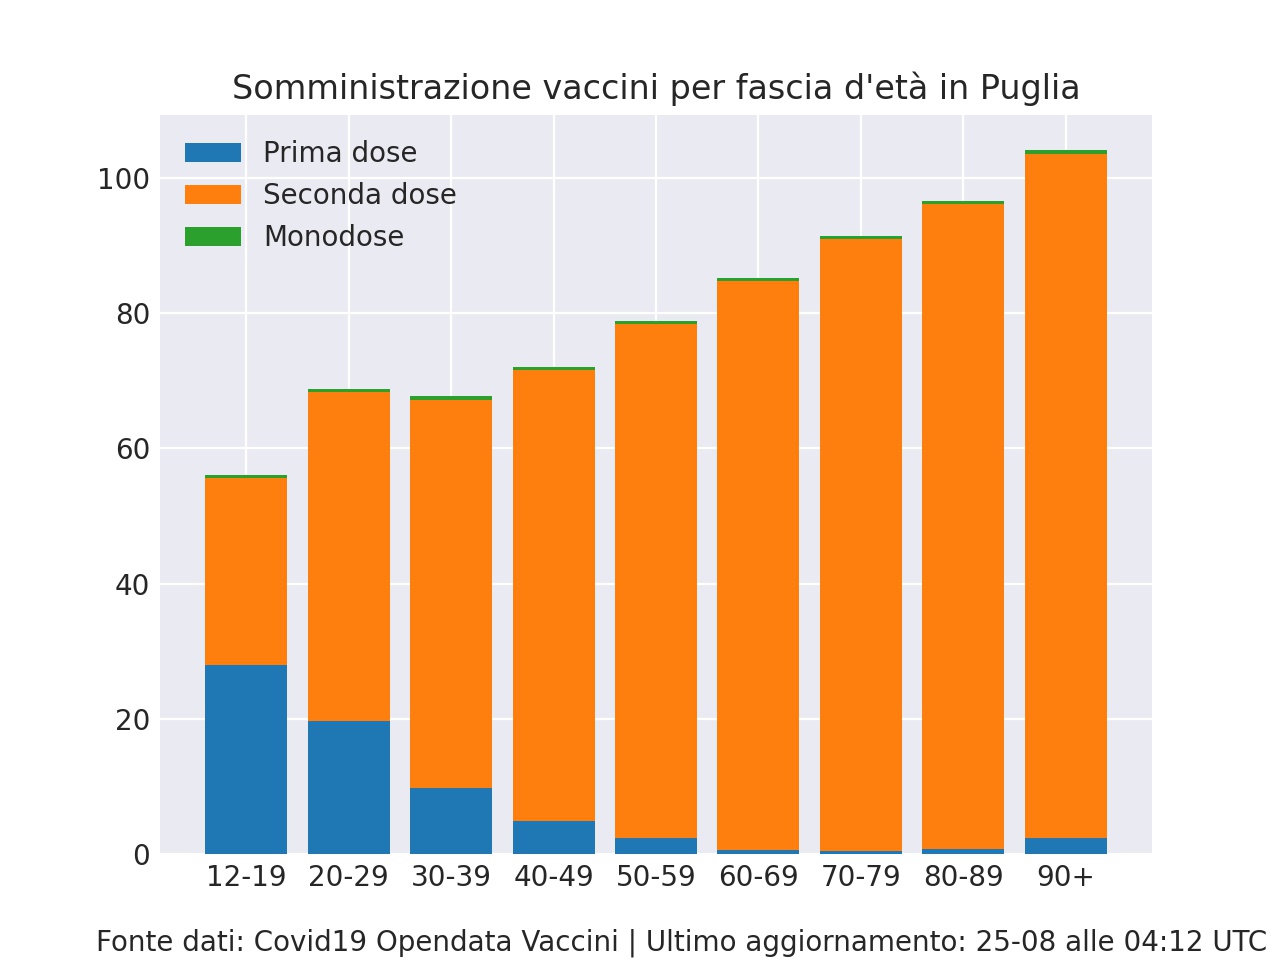 Somministrazione vaccini per fascia d'età in Puglia
Prima dose
Seconda dose
Monodose
100
80
60
40
20
0
12-19 20-29 30-39 40-49 50-59 60-69 70-79 80-89 90+
Fonte dati: Covid19 Opendata Vaccini | Ultimo aggiornamento: 25-08 alle 04:12 UTC